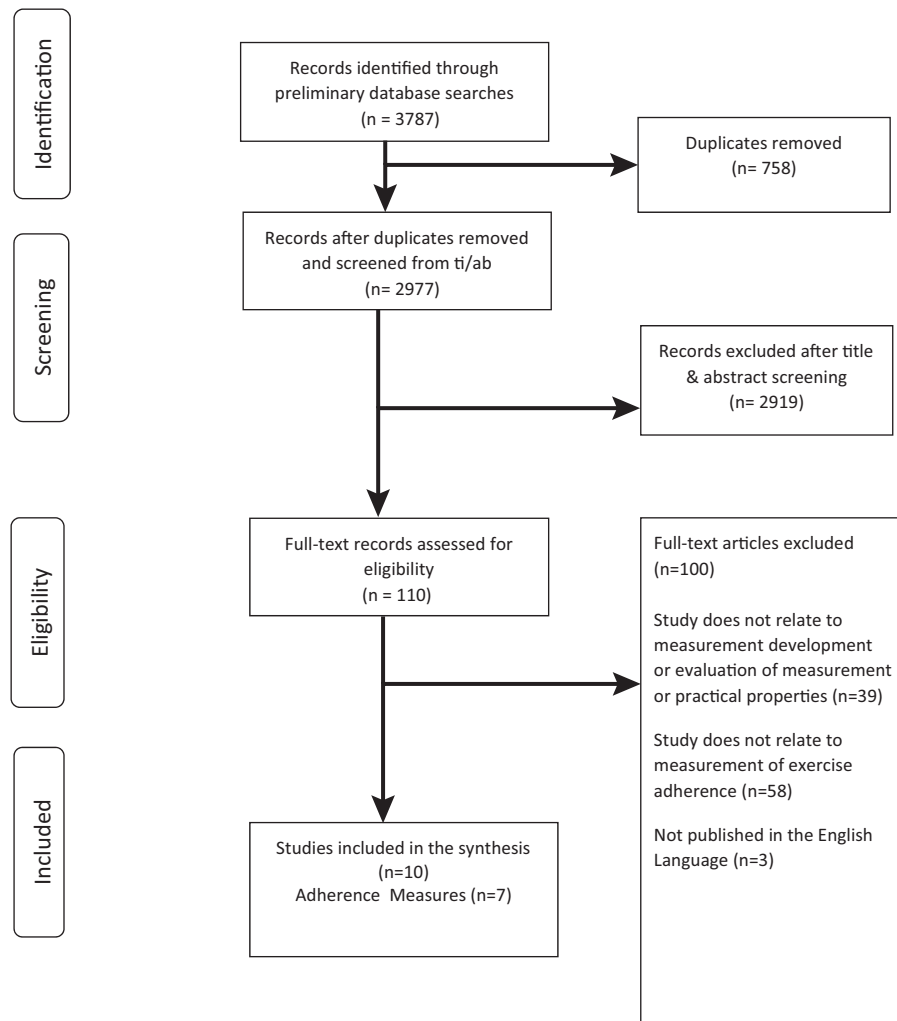 Identification
Records identified through
preliminary database searches
(n = 3787)
Duplicates removed
(n= 758)
Screening
Records after duplicates removed
and screened from ti/ab
(n= 2977)
Records excluded after title
& abstract screening
(n= 2919)
Eligibility
Full-text records assessed for
eligibility
(n = 110)
Full-text articles excluded
(n=100)
Study does not relate to
measurement development
or evaluation of measurement
or practical properties (n=39)
Study does not relate to
measurement of exercise
adherence (n=58)
Not published in the English
Language (n=3)
Included
Studies included in the synthesis
(n=10)
Adherence Measures (n=7)